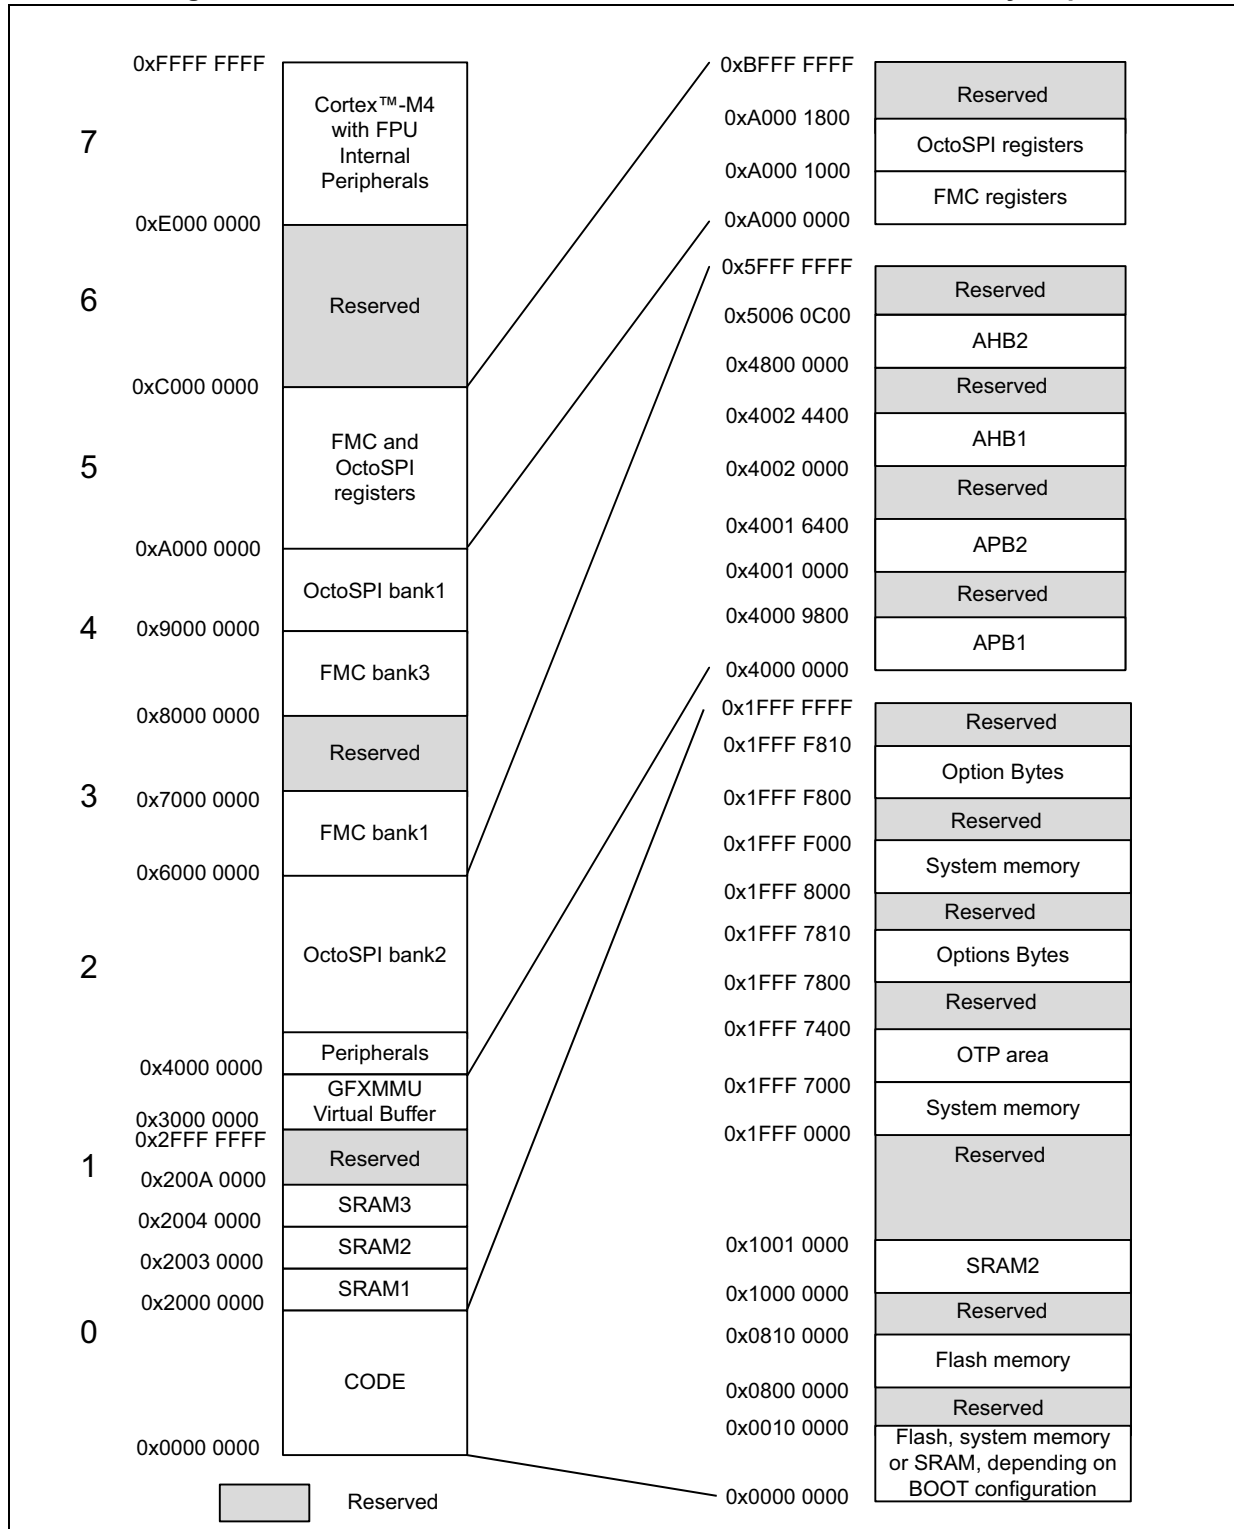 0xFFFF FFFF
7
Cortex™-M4
with FPU
Internal
Peripherals
0xE000 0000
6
Reserved
0xC000 0000
5
FMC and
OctoSPI
registers
0xA000 0000
OctoSPI bank1
4
0x9000 0000
FMC bank3
0x8000 0000
Reserved
3
0x7000 0000
FMC bank1
0x6000 0000
2
OctoSPI bank2
Peripherals
0x4000 0000
GFXMMU
Virtual Buffer
0x3000 0000
0x2FFF FFFF
1
Reserved
0x200A 0000
SRAM3
0x2004 0000
SRAM2
0x2003 0000
SRAM1
0x2000 0000
0
CODE
0x0000 0000
Reserved
0xBFFF FFFF
Reserved
0xA000 1800
OctoSPI registers
0xA000 1000
FMC registers
0xA000 0000
0x5FFF FFFF
Reserved
0x5006 0C00
AHB2
0x4800 0000
Reserved
0x4002 4400
AHB1
0x4002 0000
Reserved
0x4001 6400
APB2
0x4001 0000
Reserved
0x4000 9800
APB1
0x4000 0000
0x1FFF FFFF
Reserved
0x1FFF F810
Option Bytes
0x1FFF F800
Reserved
0x1FFF F000
System memory
0x1FFF 8000
Reserved
0x1FFF 7810
Options Bytes
0x1FFF 7800
Reserved
0x1FFF 7400
OTP area
0x1FFF 7000
System memory
0x1FFF 0000
Reserved
0x1001 0000
SRAM2
0x1000 0000
Reserved
0x0810 0000
Flash memory
0x0800 0000
Reserved
0x0010 0000
Flash, system memory
or SRAM, depending on
BOOT configuration
0x0000 0000